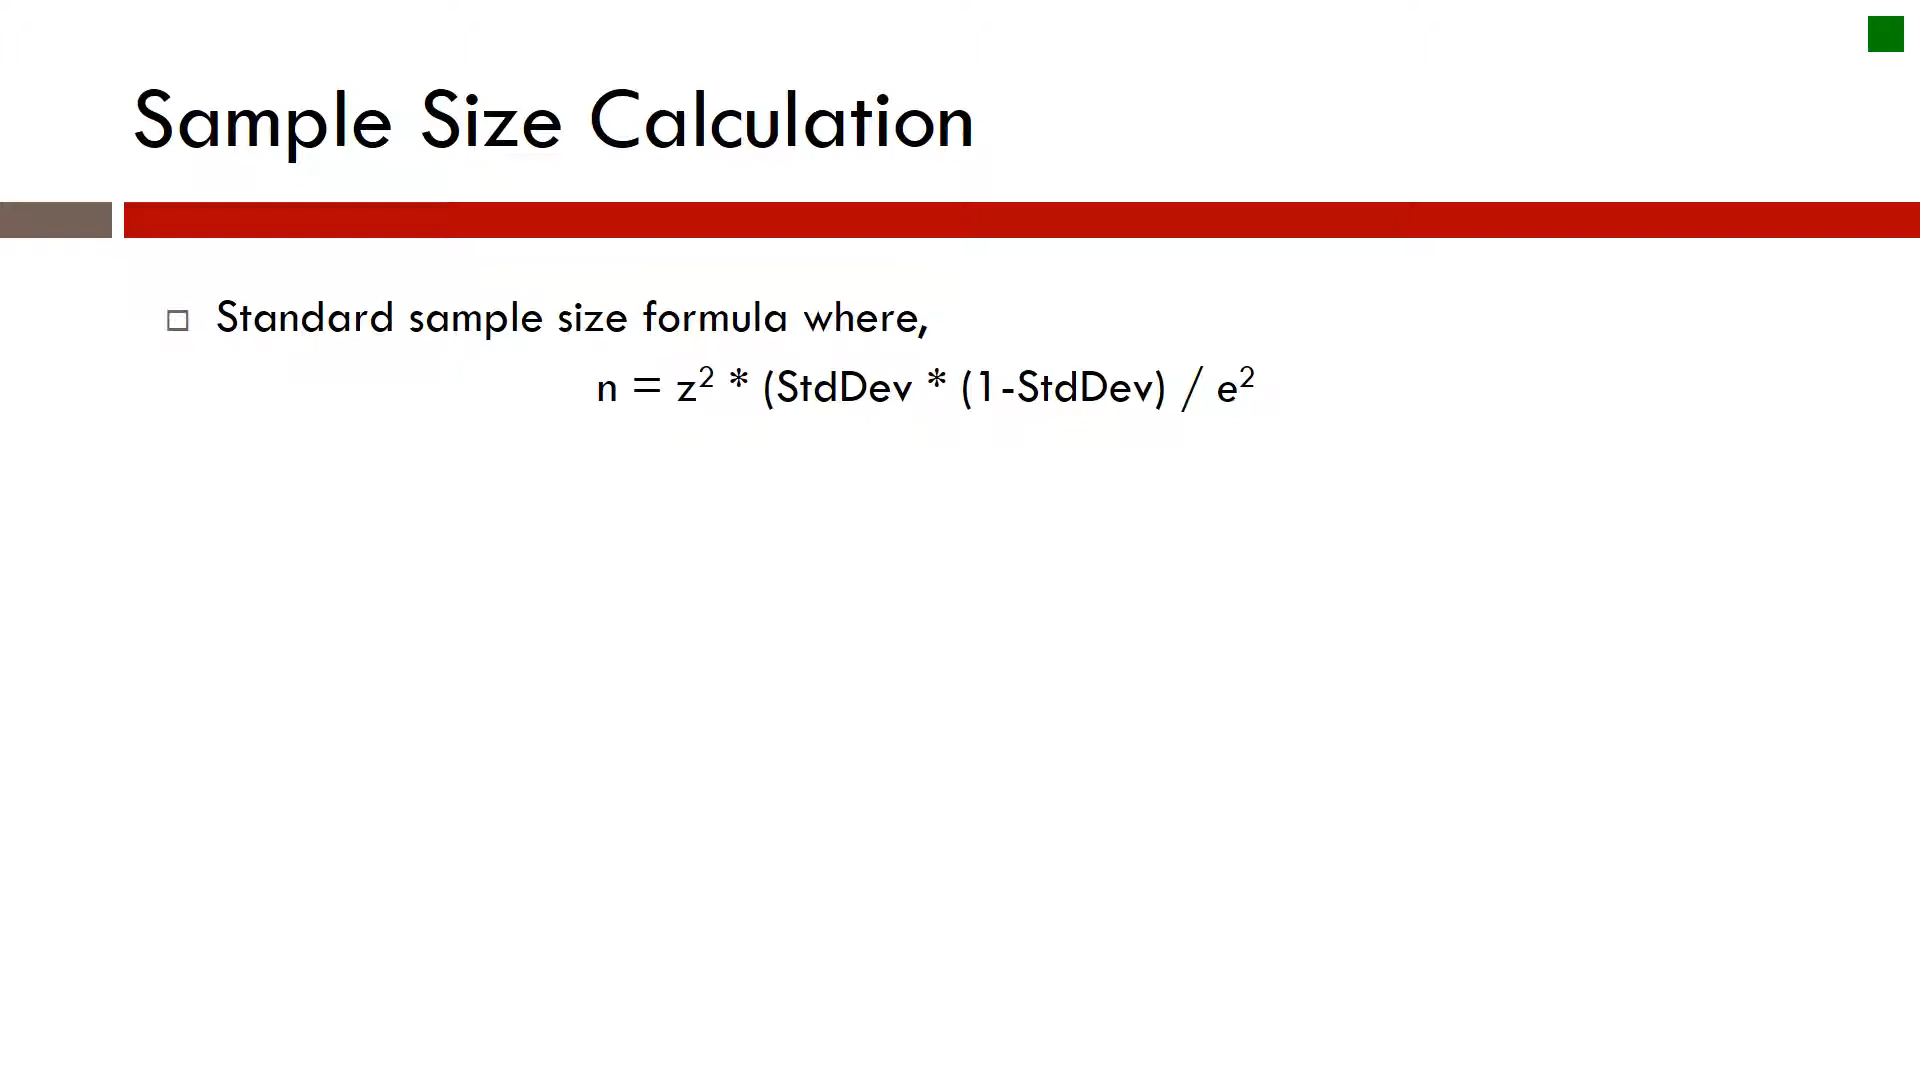 Sample Size Calculation
Standard sample size formula where,
n = z² * (StdDev * (1-StdDev) / e²